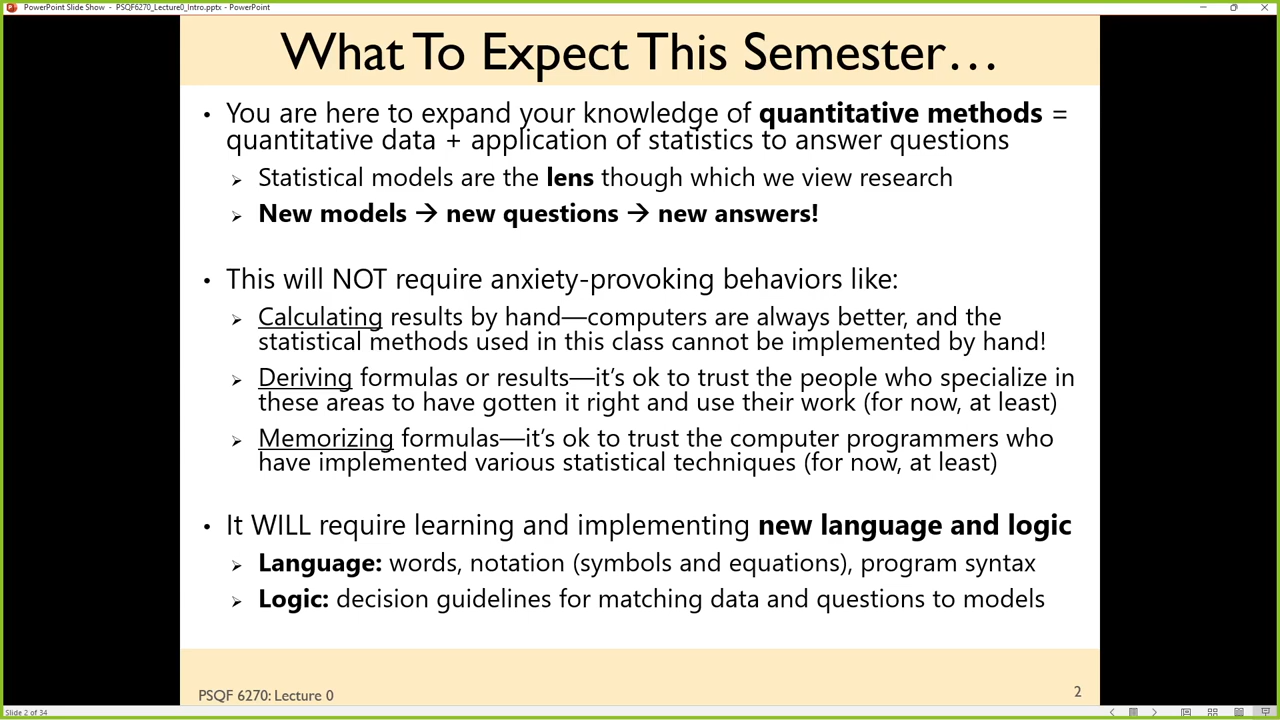 PowerPoint Slide Show - PSQF6270_Lecture0_Intro.pptx - PowerPoint
What To Expect This Semester…
• You are here to expand your knowledge of quantitative methods =
quantitative data + application of statistics to answer questions
➢ Statistical models are the lens though which we view research
➢ New models → new questions → new answers!
• This will NOT require anxiety-provoking behaviors like:
➢ Calculating results by hand—computers are always better, and the
statistical methods used in this class cannot be implemented by hand!
➢ Deriving formulas or results—it's ok to trust the people who specialize in
these areas to have gotten it right and use their work (for now, at least)
➢ Memorizing formulas—it's ok to trust the computer programmers who
have implemented various statistical techniques (for now, at least)
• It WILL require learning and implementing new language and logic
➢ Language: words, notation (symbols and equations), program syntax
➢ Logic: decision guidelines for matching data and questions to models
PSQF 6270: Lecture 0
2
Slide 2 of 34